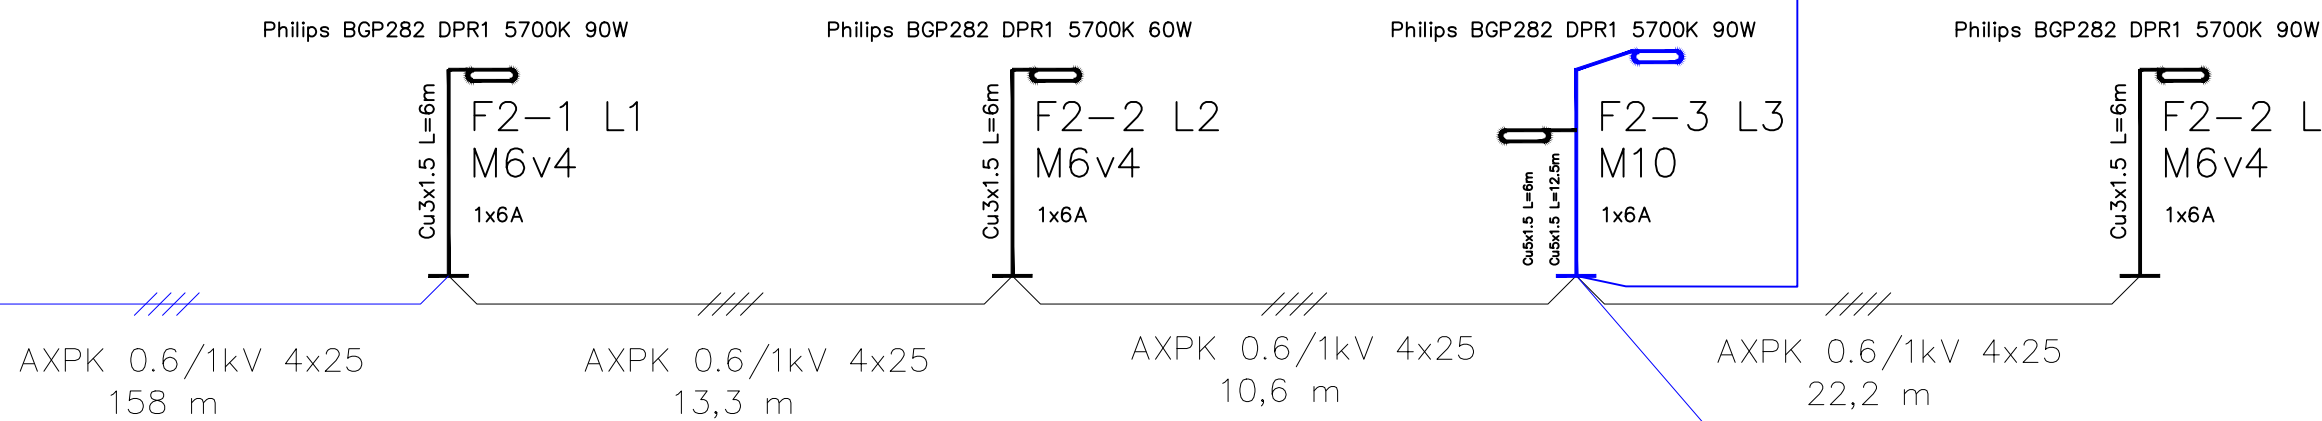 Philips BGP282 DPR1 5700K 90W
Cu3x1.5 L=6m
F2-1 L1
M6v4
1x6A
Philips BGP282 DPR1 5700K 60W
Cu3x1.5 L=6m
F2-2 L2
M6v4
1x6A
Philips BGP282 DPR1 5700K 90W
Cu5x1.5 L=6m
Cu5x1.5 L=12.5m
F2-3 L3
M10
1x6A
Philips BGP282 DPR1 5700K 90W
Cu3x1.5 L=6m
F2-2 L
M6v4
1x6A
AXPK 0.6/1kV 4x25
158 m
AXPK 0.6/1kV 4x25
13,3 m
AXPK 0.6/1kV 4x25
10,6 m
AXPK 0.6/1kV 4x25
22,2 m